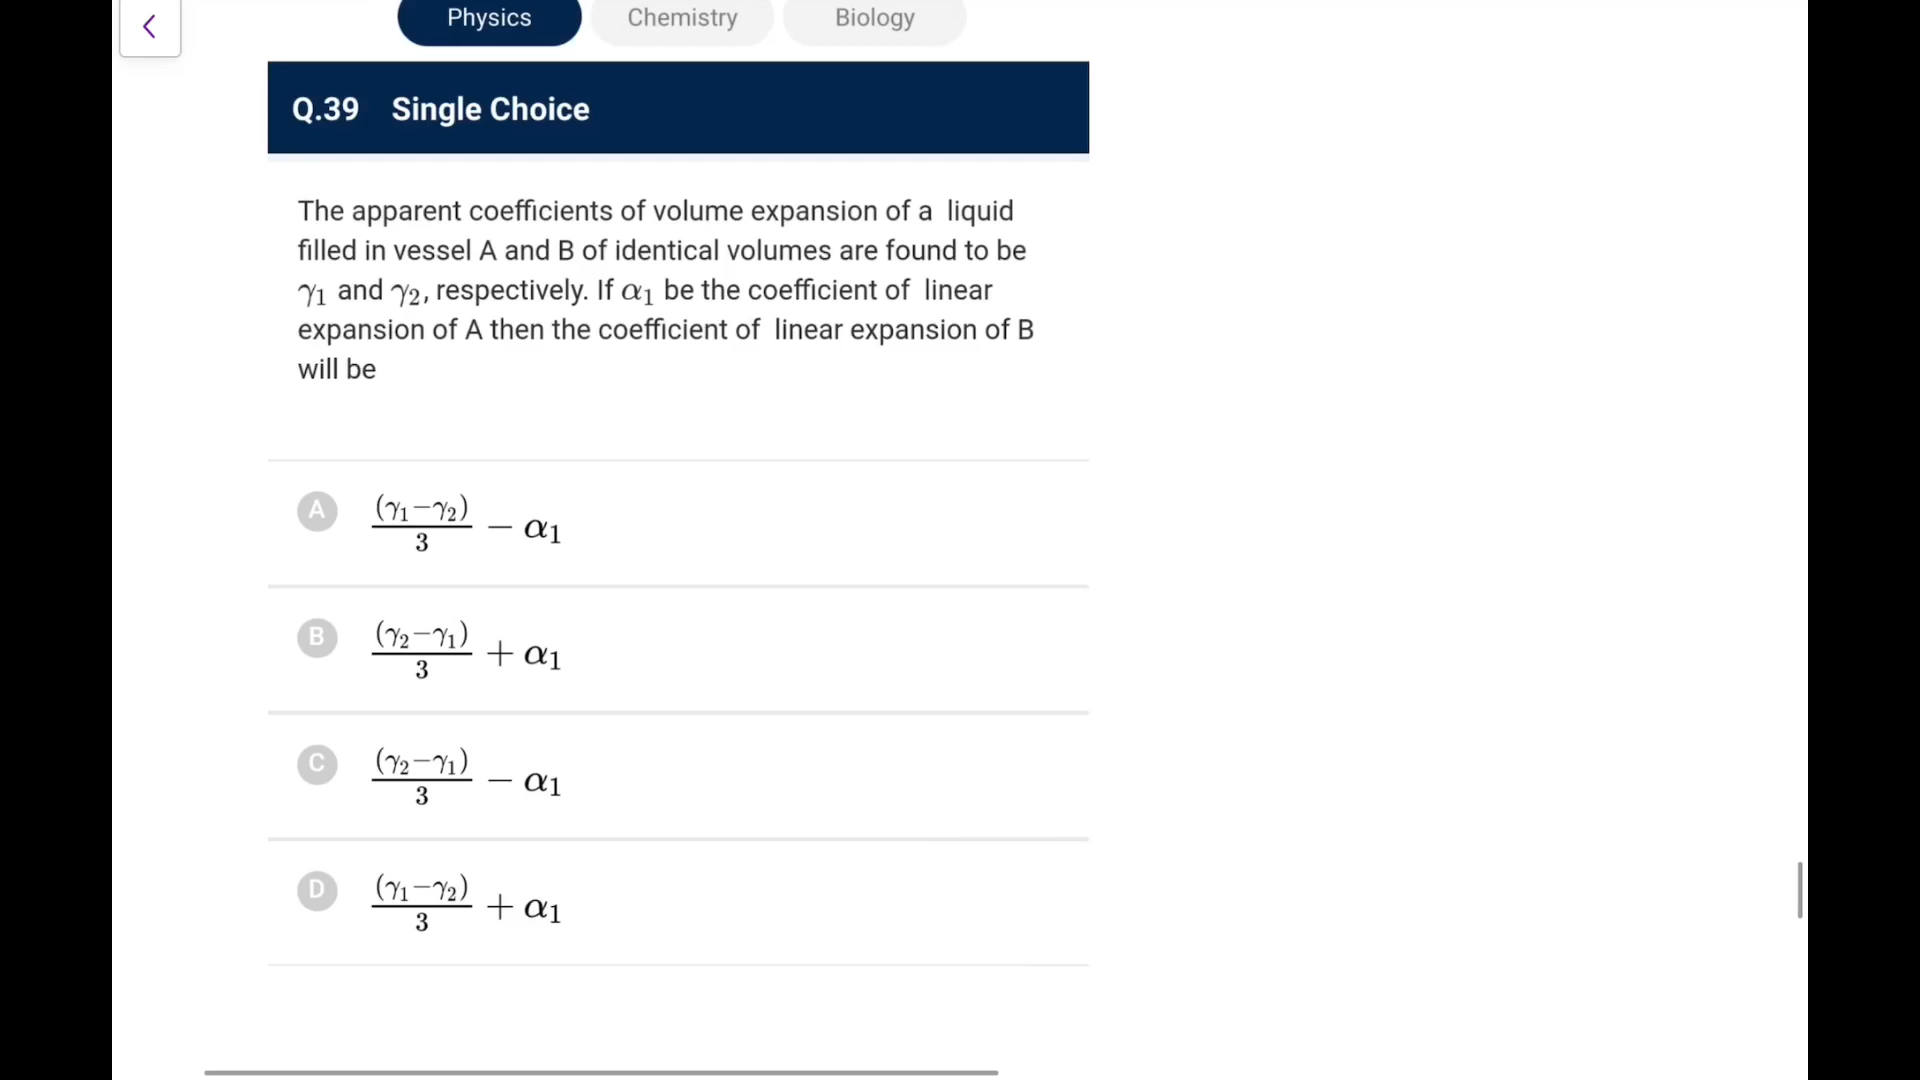 Physics Chemistry Biology
Q.39 Single Choice
The apparent coefficients of volume expansion of a liquid
filled in vessel A and B of identical volumes are found to be
γ₁ and γ₂, respectively. If α₁ be the coefficient of linear
expansion of A then the coefficient of linear expansion of B
will be
A (γ₁−γ₂)/3 − α₁
B (γ₂−γ₁)/3 + α₁
C (γ₂−γ₁)/3 − α₁
D (γ₁−γ₂)/3 + α₁